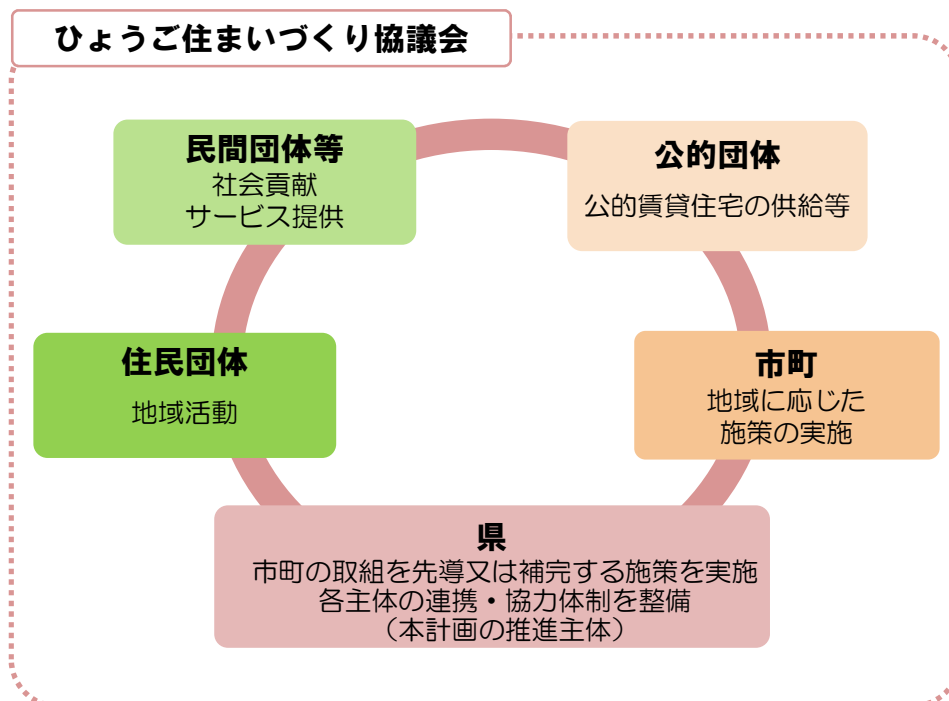 ひょうご住まいづくり協議会
民間団体等
社会貢献
サービス提供
公的団体
公的賃貸住宅の供給等
住民団体
地域活動
市町
地域に応じた
施策の実施
県
市町の取組を先導又は補完する施策を実施
各主体の連携・協力体制を整備
（本計画の推進主体）